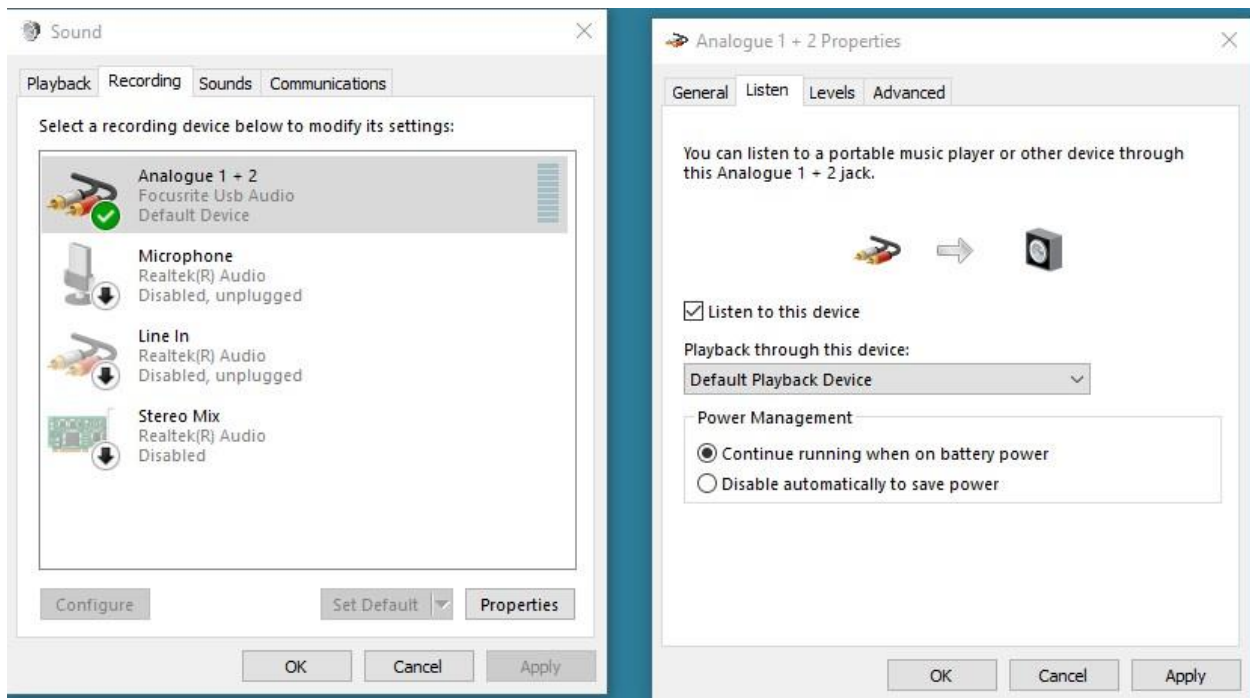 Sound
Playback Recording Sounds Communications
Select a recording device below to modify its settings:
Analogue 1 + 2
Focusrite Usb Audio
Default Device
Microphone
Realtek(R) Audio
Disabled, unplugged
Line In
Realtek(R) Audio
Disabled, unplugged
Stereo Mix
Realtek(R) Audio
Disabled
Configure Set Default Properties
OK Cancel Apply
Analogue 1 + 2 Properties
General Listen Levels Advanced
You can listen to a portable music player or other device through
this Analogue 1 + 2 jack.
Listen to this device
Playback through this device:
Default Playback Device
Power Management
Continue running when on battery power
Disable automatically to save power
OK Cancel Apply